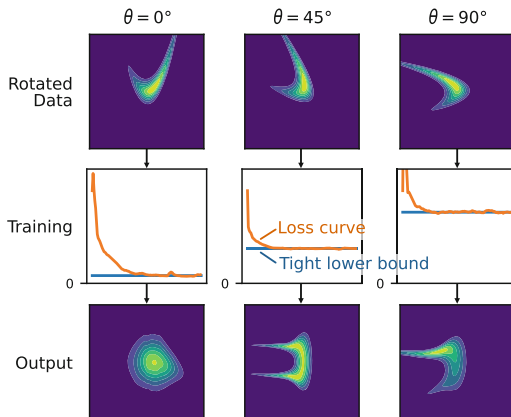 θ = 0°
θ = 45°
θ = 90°
Rotated
Data
Training
Loss curve
Tight lower bound
0
0
0
Output